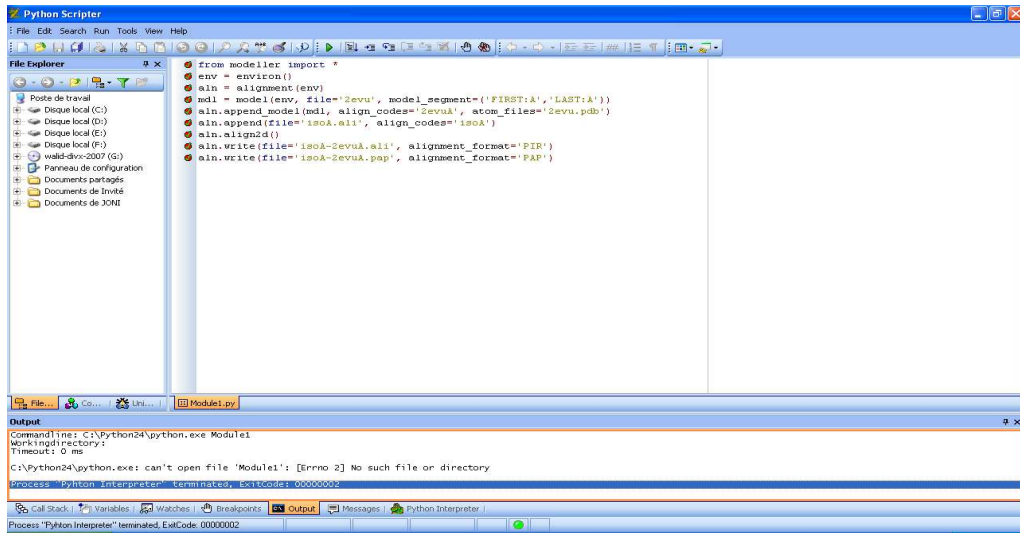 Python Scripter
File Edit Search Run Tools View Help
File Explorer
Poste de travail
Disque local (C:)
Disque local (D:)
Disque local (E:)
Disque local (F:)
walid-divx-2007 (G:)
Panneau de configuration
Documents partagés
Documents de Invité
Documents de JONI
from modeller import *
env = environ()
aln = alignment(env)
mdl = model(env, file='2evu', model_segment=('FIRST:A','LAST:A'))
aln.append_model(mdl, align_codes='2evuA', atom_files='2evu.pdb')
aln.append(file='isoA.ali', align_codes='isoA')
aln.align2d()
aln.write(file='isoA-2evuA.ali', alignment_format='PIR')
aln.write(file='isoA-2evuA.pap', alignment_format='PAP')
File... Co... Uni... Module1.py
Output
Commandline: C:\Python24\python.exe Module1
Workingdirectory:
Timeout: 0 ms
C:\Python24\python.exe: can't open file 'Module1': [Errno 2] No such file or directory
Process "Pyhton Interpreter" terminated, ExitCode: 00000002
Call Stack Variables Watches Breakpoints Output Messages Python Interpreter
Process "Pyhton Interpreter" terminated, ExitCode: 00000002